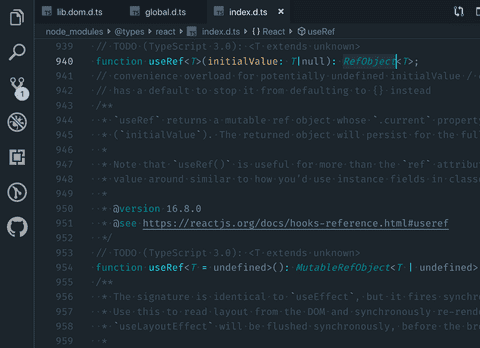 lib.dom.d.ts global.d.ts index.d.ts ×
node_modules › @types › react › index.d.ts › {} React › useRef
939 // TODO (TypeScript 3.0): <T extends unknown>
940 function useRef<T>(initialValue: T|null): RefObject<T>;
941 // convenience overload for potentially undefined initialValue /
942 // has a default to stop it from defaulting to {} instead
943 /**
944 * `useRef` returns a mutable ref object whose `.current` propert
945 * (`initialValue`). The returned object will persist for the full
946 *
947 * Note that `useRef()` is useful for more than the `ref` attribut
948 * value around similar to how you'd use instance fields in classe
949 *
950 * @version 16.8.0
951 * @see https://reactjs.org/docs/hooks-reference.html#useref
952 */
953 // TODO (TypeScript 3.0): <T extends unknown>
954 function useRef<T = undefined>(): MutableRefObject<T | undefined>
955 /**
956 * The signature is identical to `useEffect`, but it fires synchro
957 * Use this to read layout from the DOM and synchronously re-rende
958 * `useLayoutEffect` will be flushed synchronously, before the bro
959 *
1